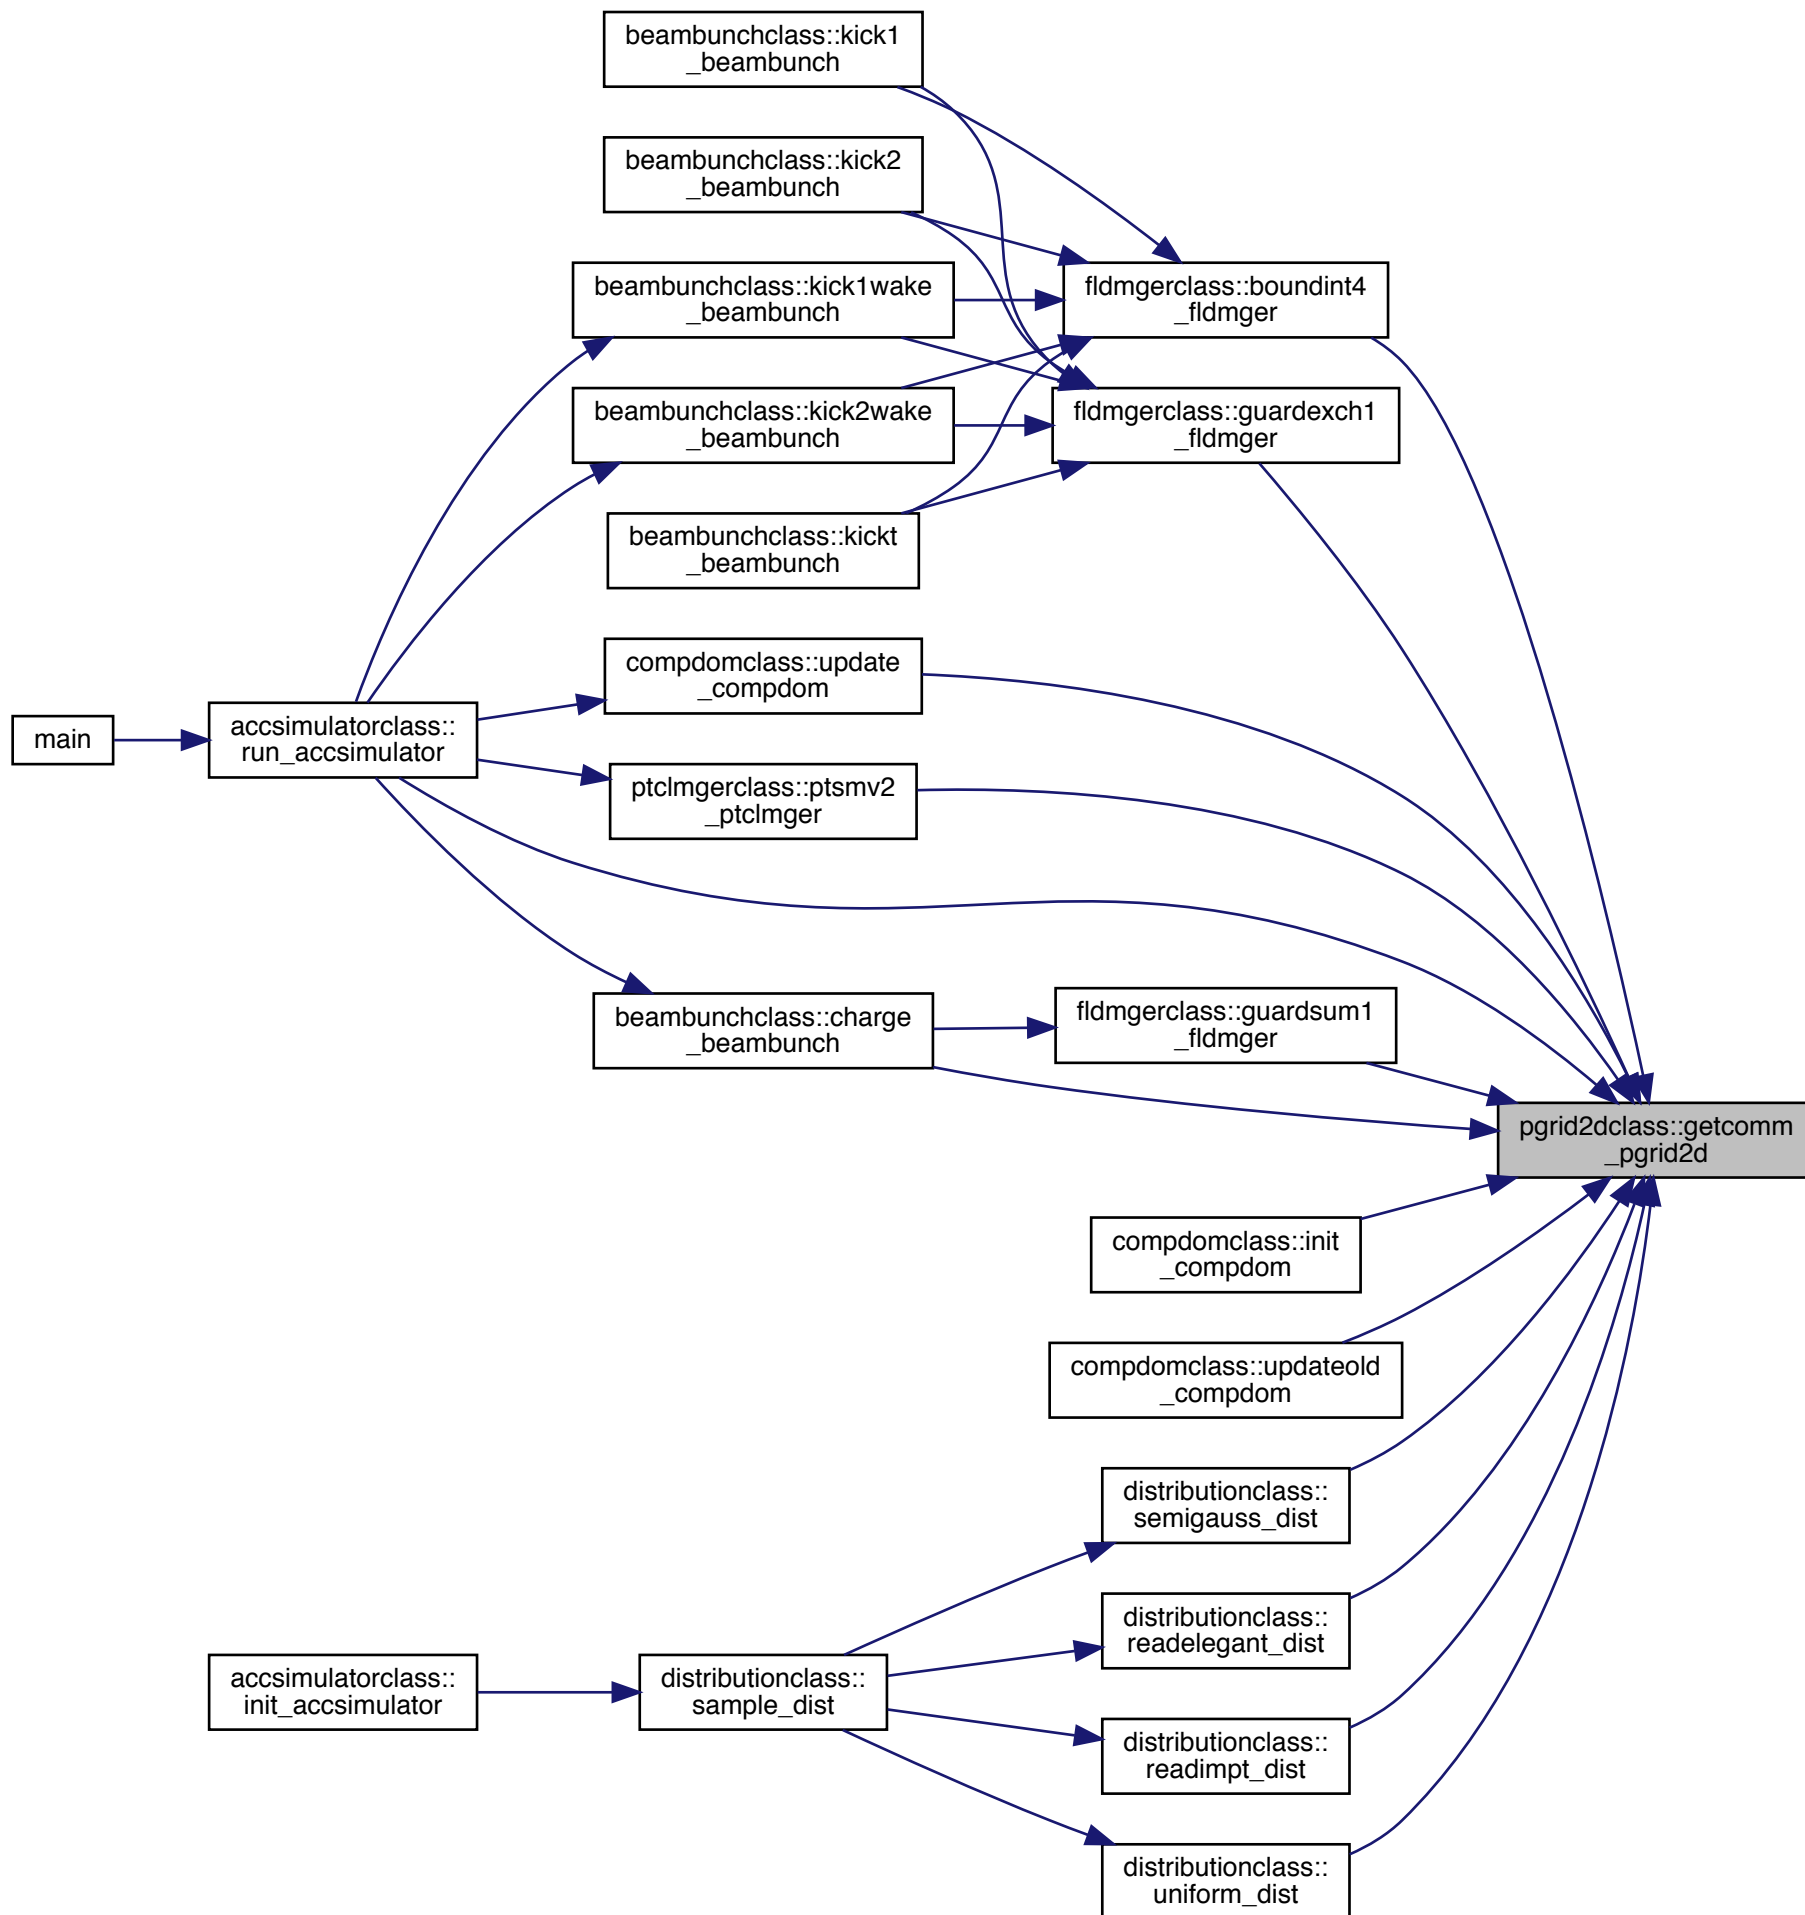 beambunchclass::kick1
_beambunch
beambunchclass::kick2
_beambunch
beambunchclass::kick1wake
_beambunch
fldmgerclass::boundint4
_fldmger
beambunchclass::kick2wake
_beambunch
fldmgerclass::guardexch1
_fldmger
beambunchclass::kickt
_beambunch
compdomclass::update
_compdom
main
accsimulatorclass::
run_accsimulator
ptclmgerclass::ptsmv2
_ptclmger
beambunchclass::charge
_beambunch
fldmgerclass::guardsum1
_fldmger
pgrid2dclass::getcomm
_pgrid2d
compdomclass::init
_compdom
compdomclass::updateold
_compdom
distributionclass::
semigauss_dist
distributionclass::
readelegant_dist
accsimulatorclass::
init_accsimulator
distributionclass::
sample_dist
distributionclass::
readimpt_dist
distributionclass::
uniform_dist